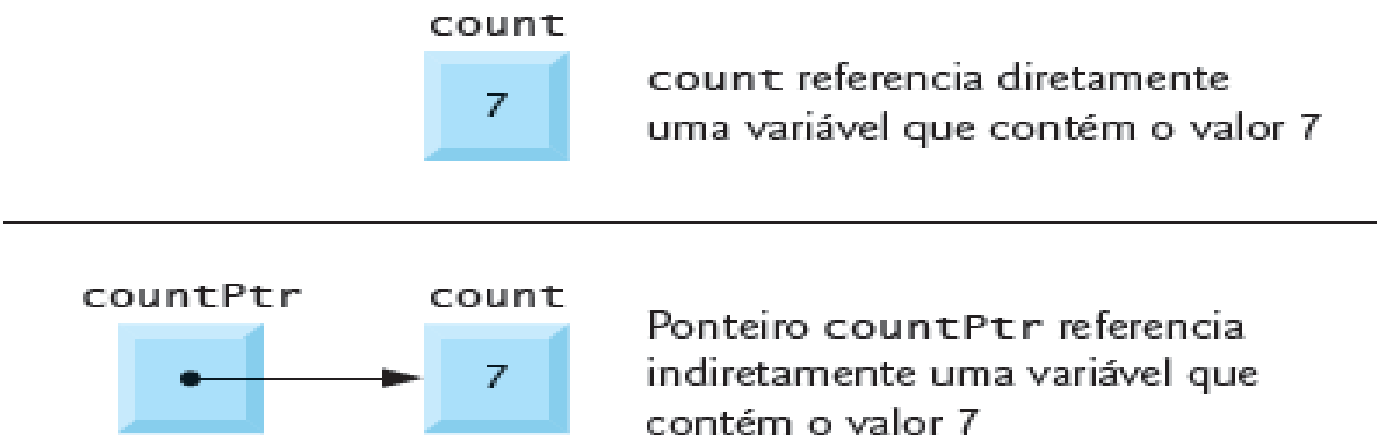 count
7
count referencia diretamente
uma variável que contém o valor 7
countPtr
count
7
Ponteiro countPtr referencia
indiretamente uma variável que
contém o valor 7